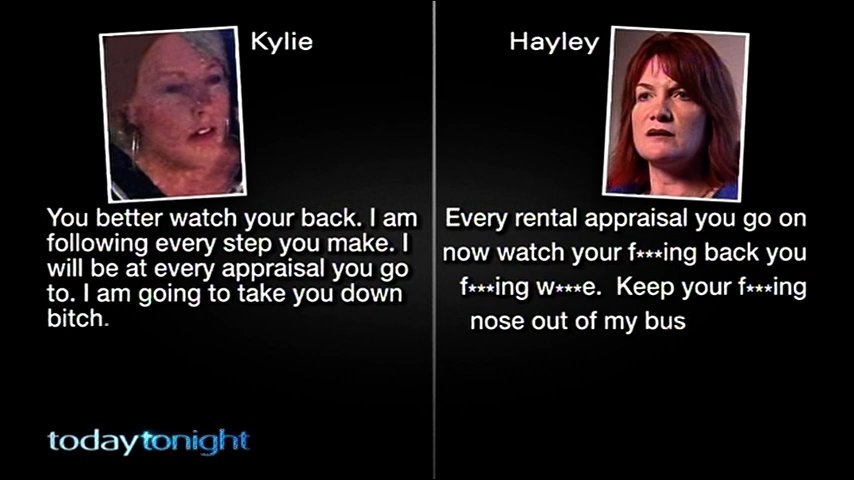 Kylie
You better watch your back. I am
following every step you make. I
will be at every appraisal you go
to. I am going to take you down
bitch.
Hayley
Every rental appraisal you go on
now watch your f***ing back you
f***ing w***e. Keep your f***ing
nose out of my bus
todaytonight